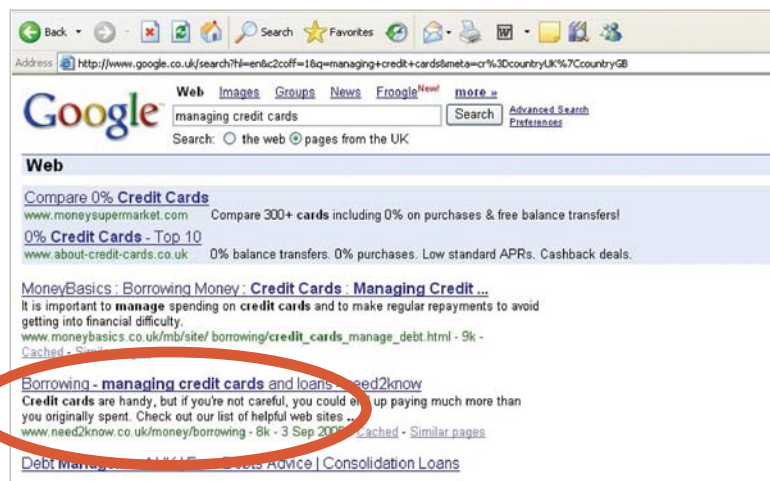 Back Search Favorites
Address http://www.google.co.uk/search?hl=en&c2coff=1&q=managing+credit+cards&meta=cr%3DcountryUK%7CcountryGB
Google
Web Images Groups News Froogle New! more »
managing credit cards Search Advanced Search
Preferences
Search: the web pages from the UK
Web
Compare 0% Credit Cards
www.moneysupermarket.com Compare 300+ cards including 0% on purchases & free balance transfers!
0% Credit Cards - Top 10
www.about-credit-cards.co.uk 0% balance transfers. 0% purchases. Low standard APRs. Cashback deals.
MoneyBasics : Borrowing Money : Credit Cards : Managing Credit ...
It is important to manage spending on credit cards and to make regular repayments to avoid
getting into financial difficulty.
www.moneybasics.co.uk/mb/site/ borrowing/credit_cards_manage_debt.html - 9k -
Cached - Similar pages
Borrowing - managing credit cards and loans need2know
Credit cards are handy, but if you're not careful, you could end up paying much more than
you originally spent. Check out our list of helpful web sites ...
www.need2know.co.uk/money/borrowing - 8k - 3 Sep Cached - Similar pages
Debt UK | Debts Advice | Consolidation Loans